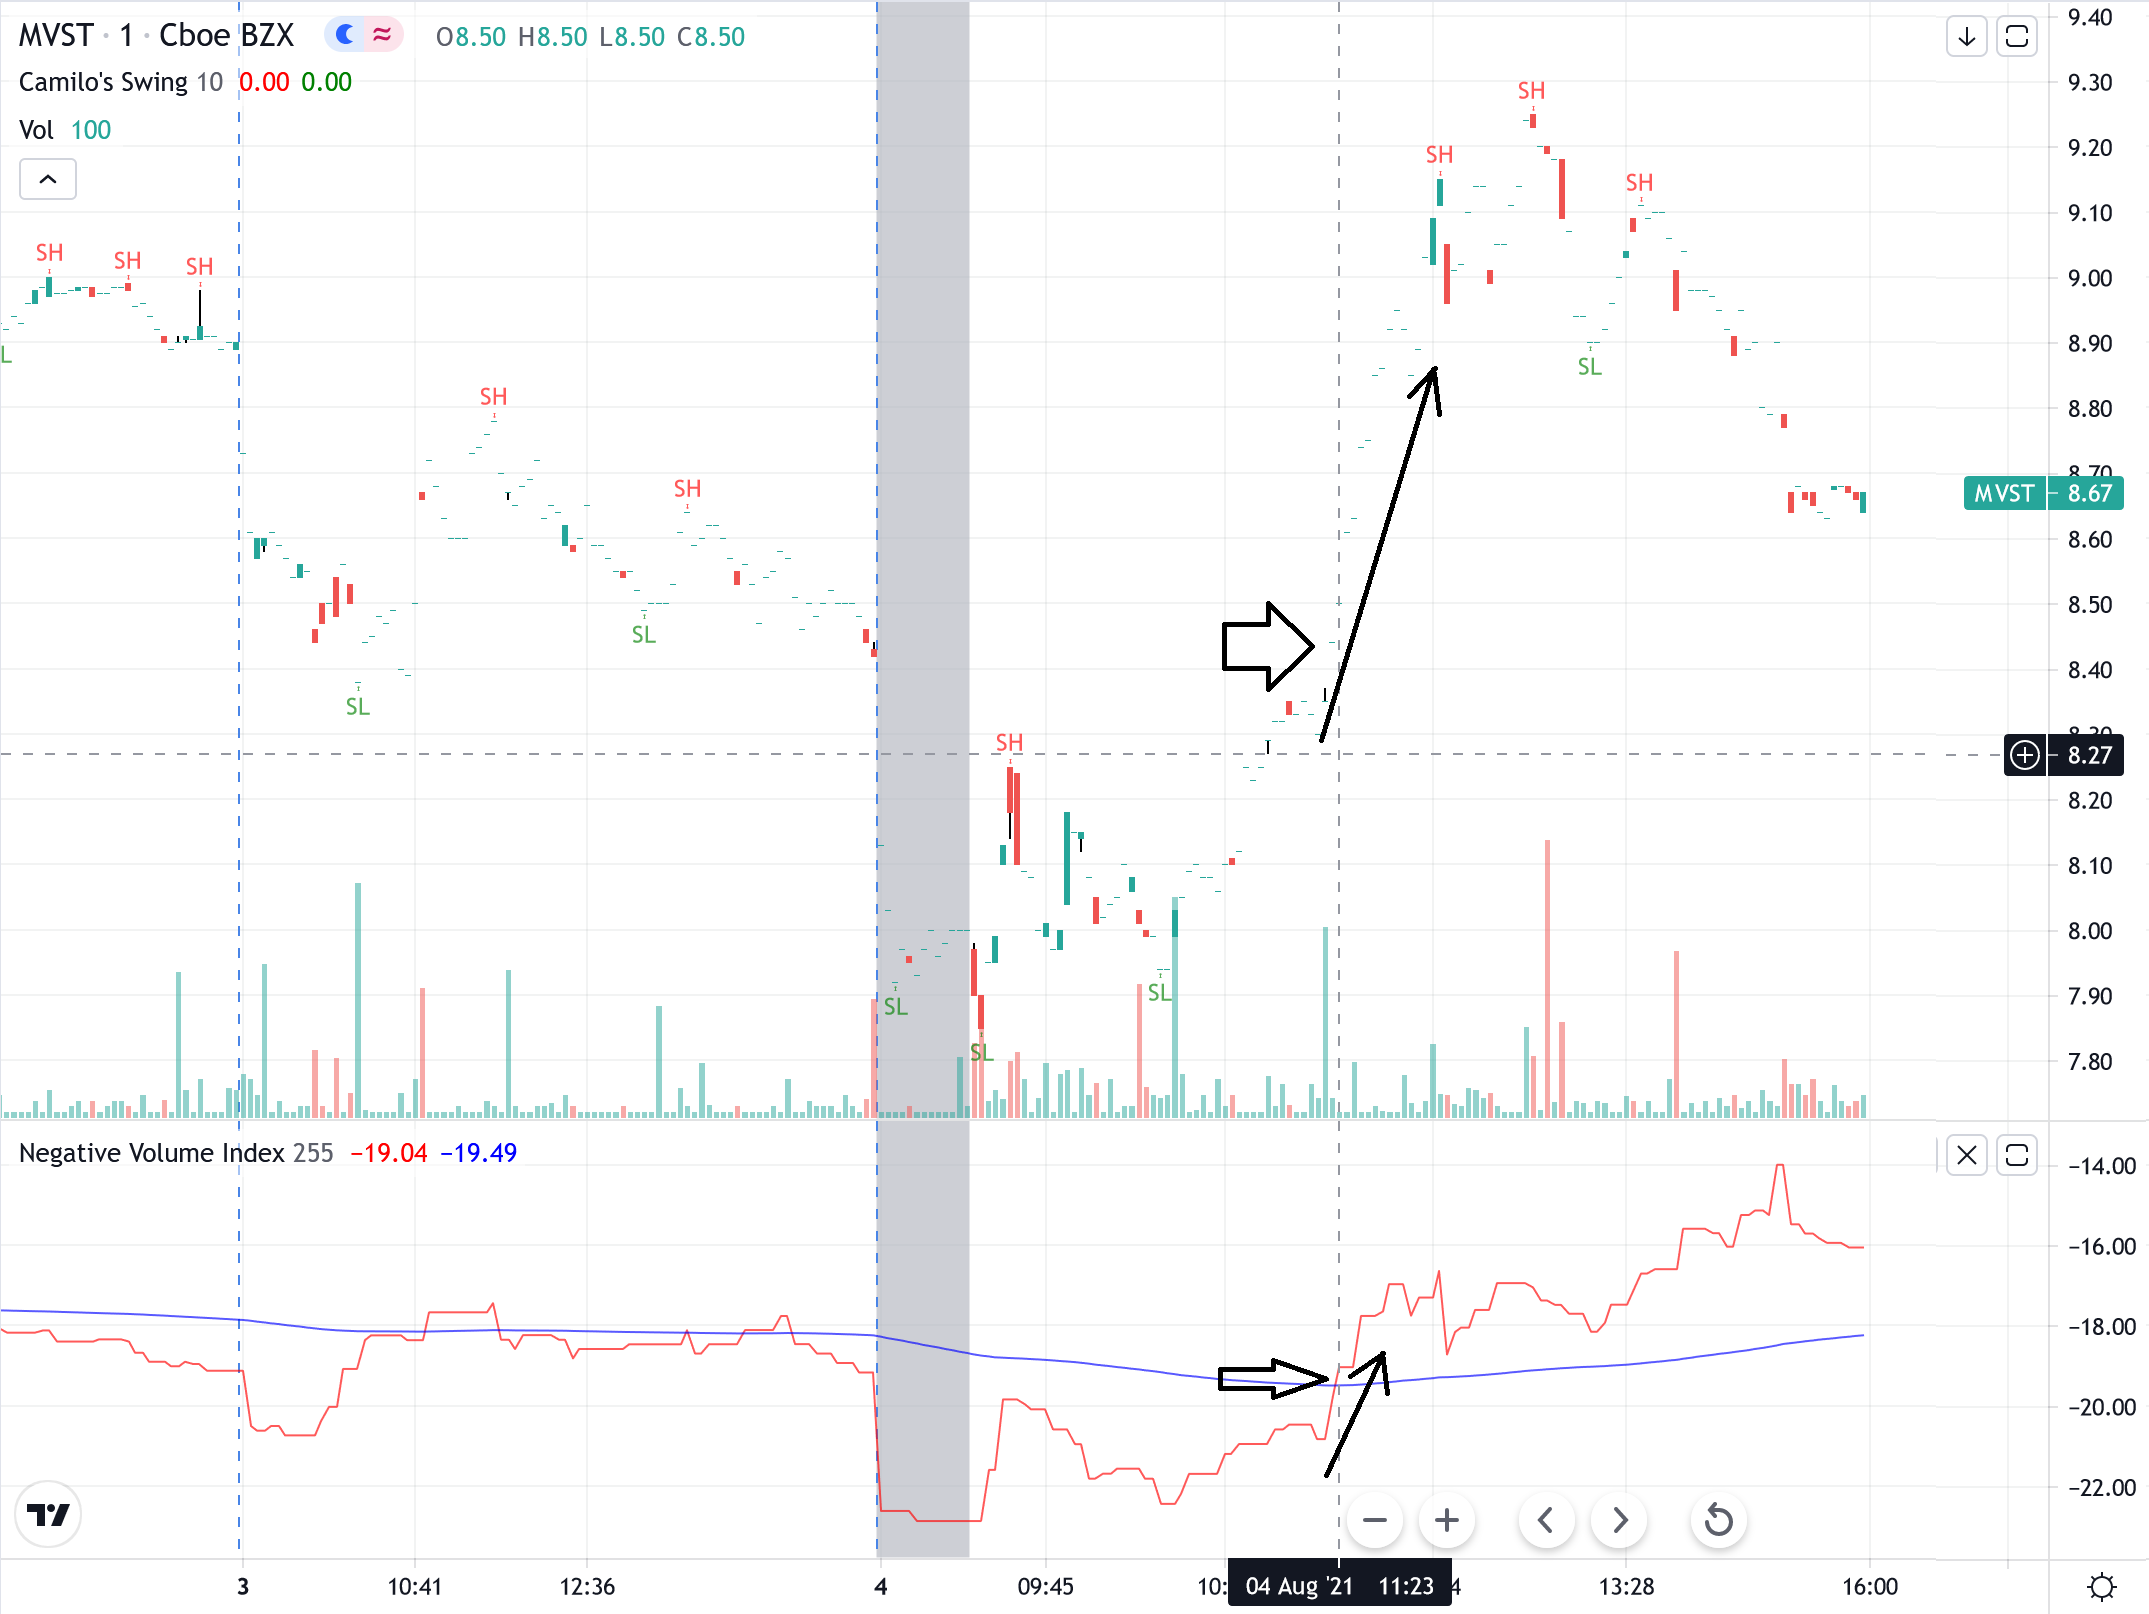 MVST · 1 · Cboe BZX O8.50 H8.50 L8.50 C8.50
Camilo's Swing 10 0.00 0.00
Vol 100
9.40
9.30
9.20
9.10
9.00
8.90
8.80
8.70
MVST 8.67
8.60
8.50
8.40
8.30
8.27
8.20
8.10
8.00
7.90
7.80
SH
SH
SH
SH
SH
SH
SH
SH
SH
L
SL
SL
SL
SL
SL
SL
SL
Negative Volume Index 255 −19.04 −19.49
−14.00
−16.00
−18.00
−20.00
−22.00
3 10:41 12:36 4 09:45 10: 04 Aug '21 11:23 4 13:28 16:00